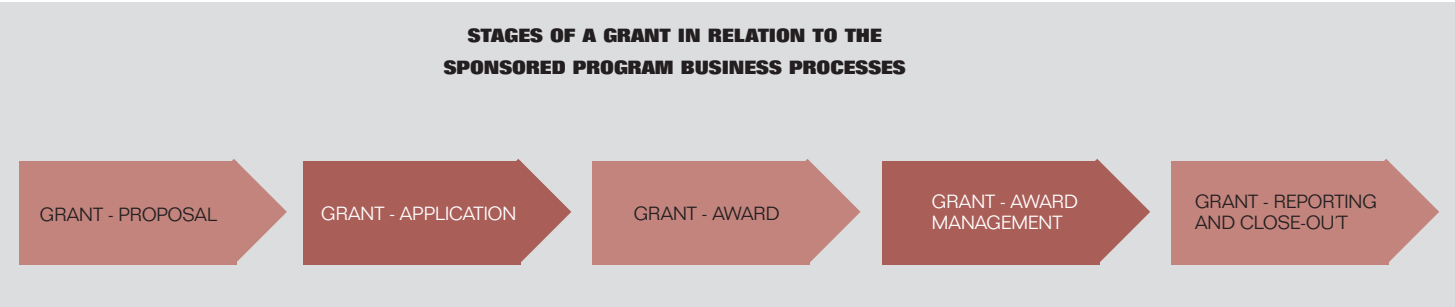 STAGES OF A GRANT IN RELATION TO THE
SPONSORED PROGRAM BUSINESS PROCESSES
GRANT - PROPOSAL
GRANT - APPLICATION
GRANT - AWARD
GRANT - AWARD
MANAGEMENT
GRANT - REPORTING
AND CLOSE-OU'T